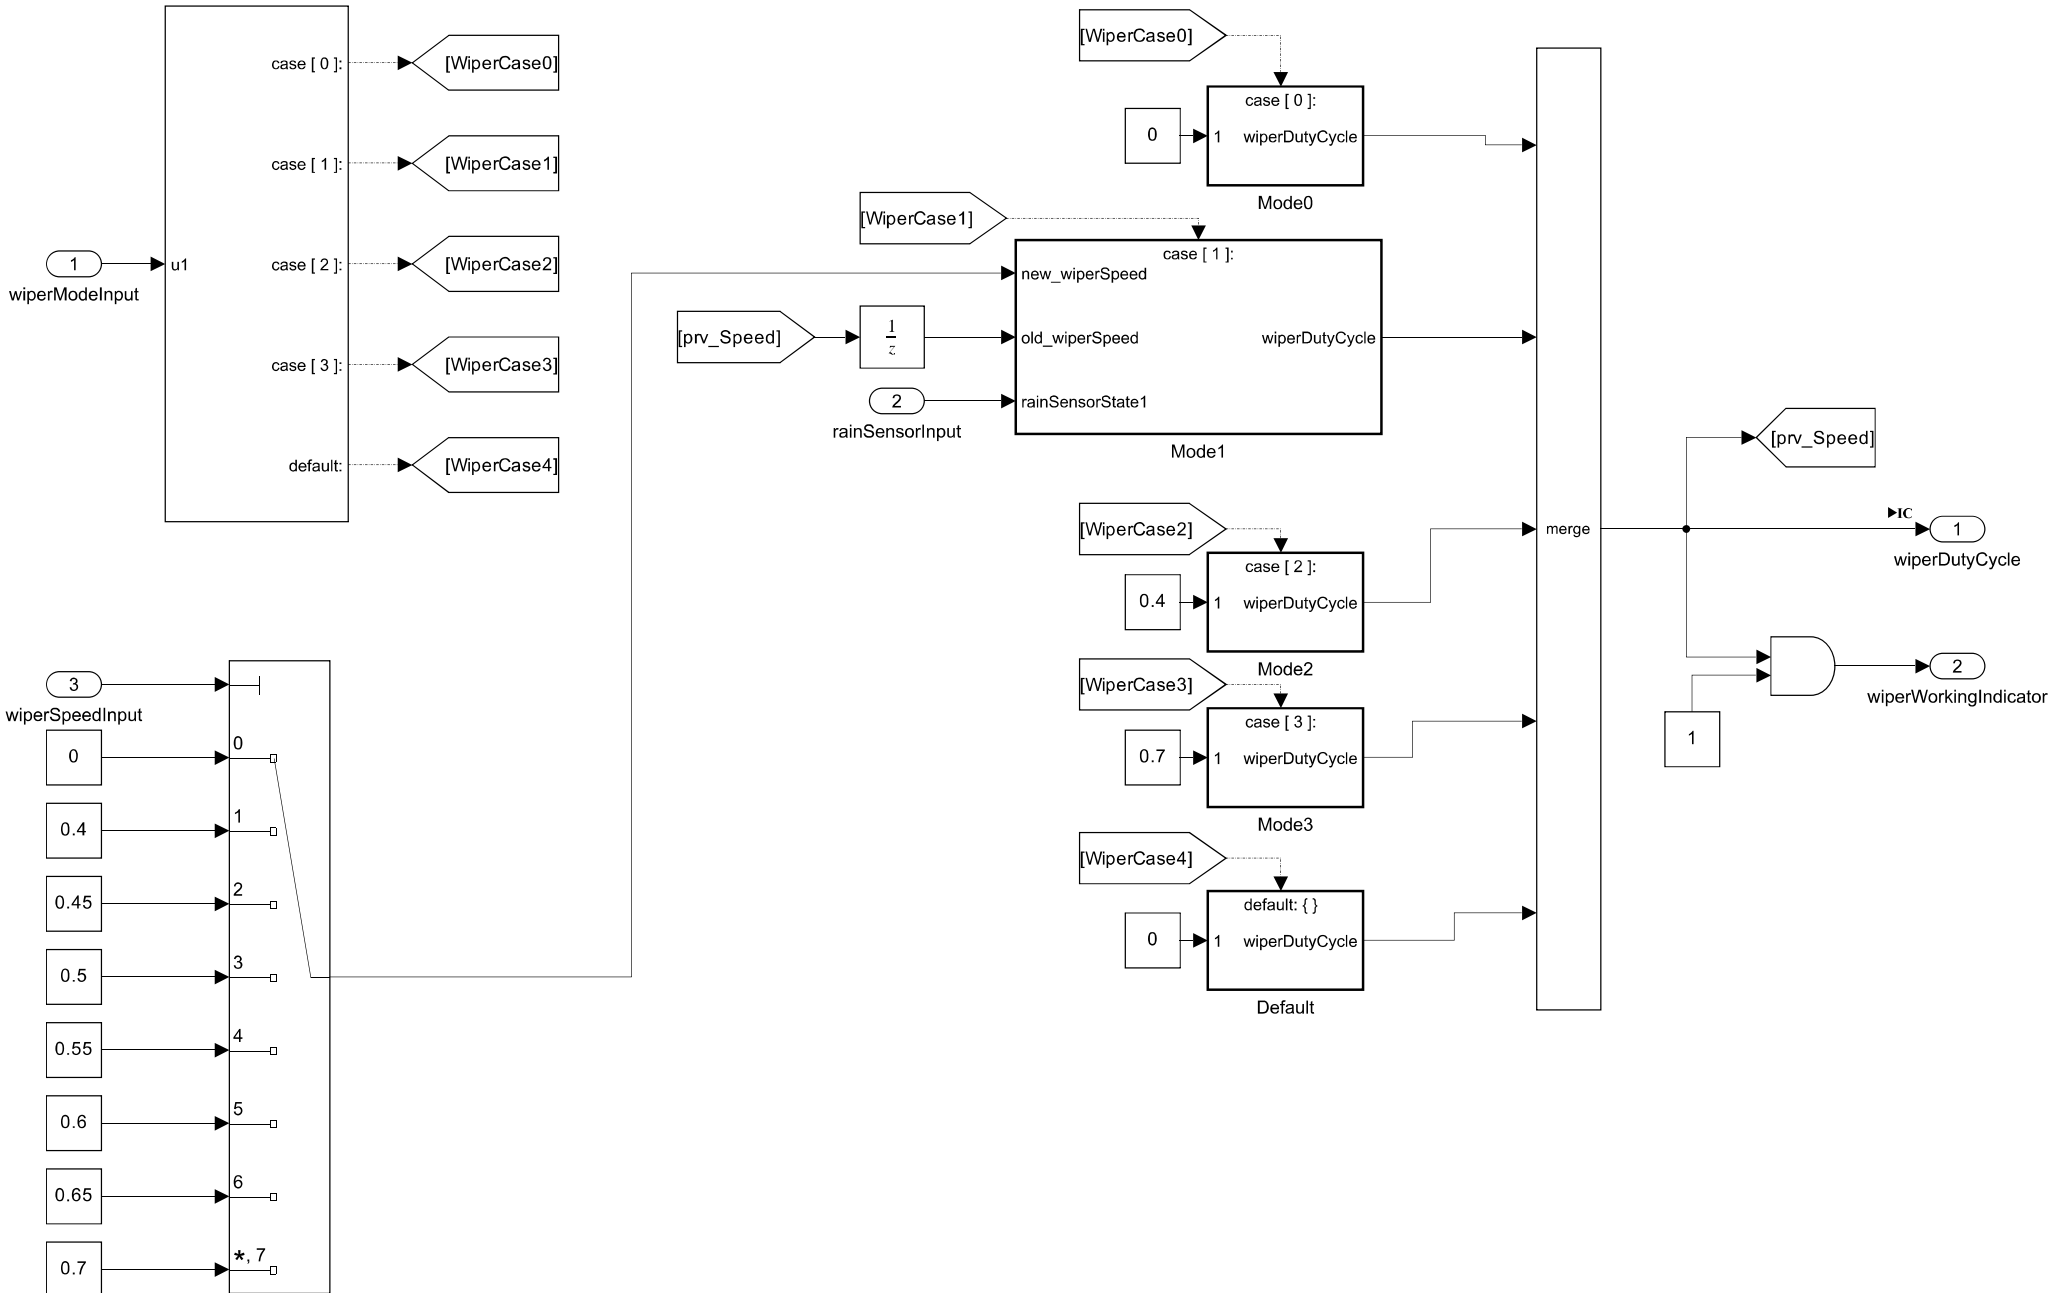 case [ 0 ]:
[WiperCase0]
case [ 1 ]:
[WiperCase1]
1
wiperModeInput
u1
case [ 2 ]:
[WiperCase2]
case [ 3 ]:
[WiperCase3]
default:
[WiperCase4]
3
wiperSpeedInput
0
0
0.4
1
0.45
2
0.5
3
0.55
4
0.6
5
0.65
6
0.7
*, 7
[WiperCase0]
case [ 0 ]:
0
1
wiperDutyCycle
Mode0
[WiperCase1]
case [ 1 ]:
new_wiperSpeed
[prv_Speed]
1
z
old_wiperSpeed
wiperDutyCycle
2
rainSensorInput
rainSensorState1
Mode1
[WiperCase2]
case [ 2 ]:
0.4
1
wiperDutyCycle
Mode2
[WiperCase3]
case [ 3 ]:
0.7
1
wiperDutyCycle
Mode3
[WiperCase4]
default: { }
0
1
wiperDutyCycle
Default
merge
[prv_Speed]
IC
1
wiperDutyCycle
2
wiperWorkingIndicator
1